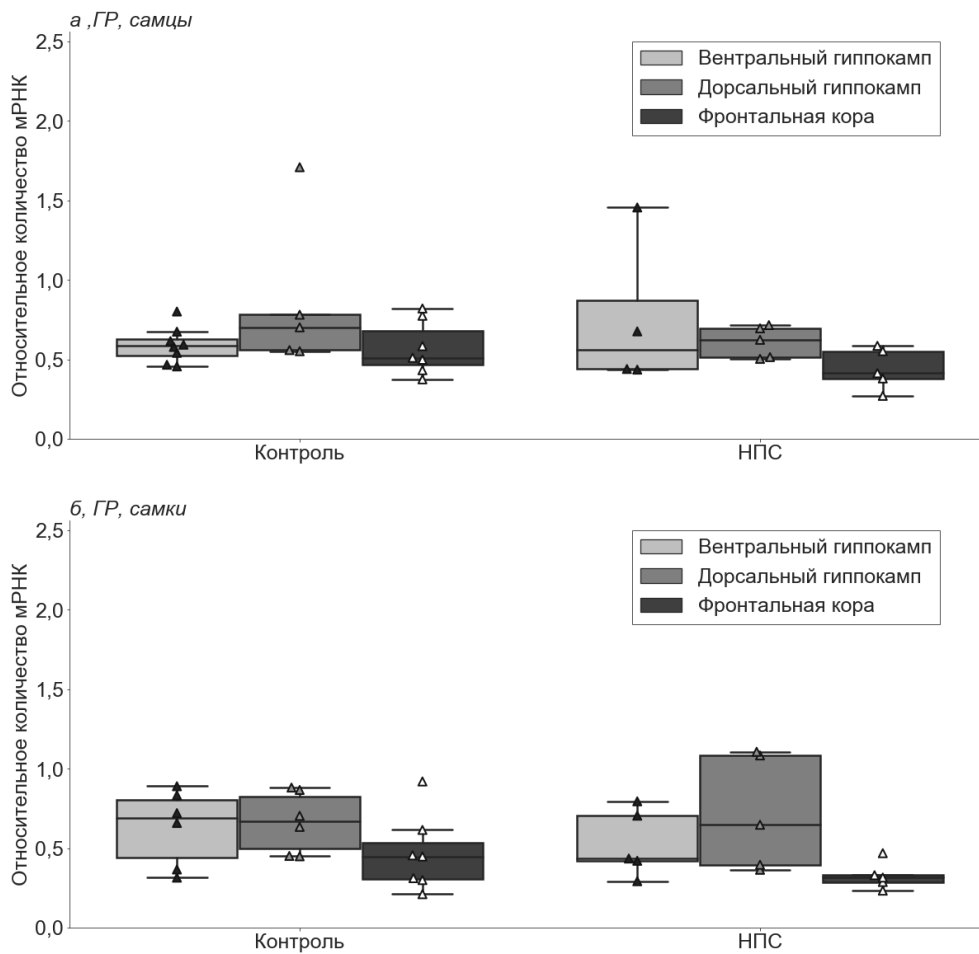 а ,ГР, самцы
Относительное количество мРНК
2,5
2,0
1,5
1,0
0,5
0,0
Вентральный гиппокамп
Дорсальный гиппокамп
Фронтальная кора
Контроль
НПС
б, ГР, самки
Относительное количество мРНК
2,5
2,0
1,5
1,0
0,5
0,0
Вентральный гиппокамп
Дорсальный гиппокамп
Фронтальная кора
Контроль
НПС